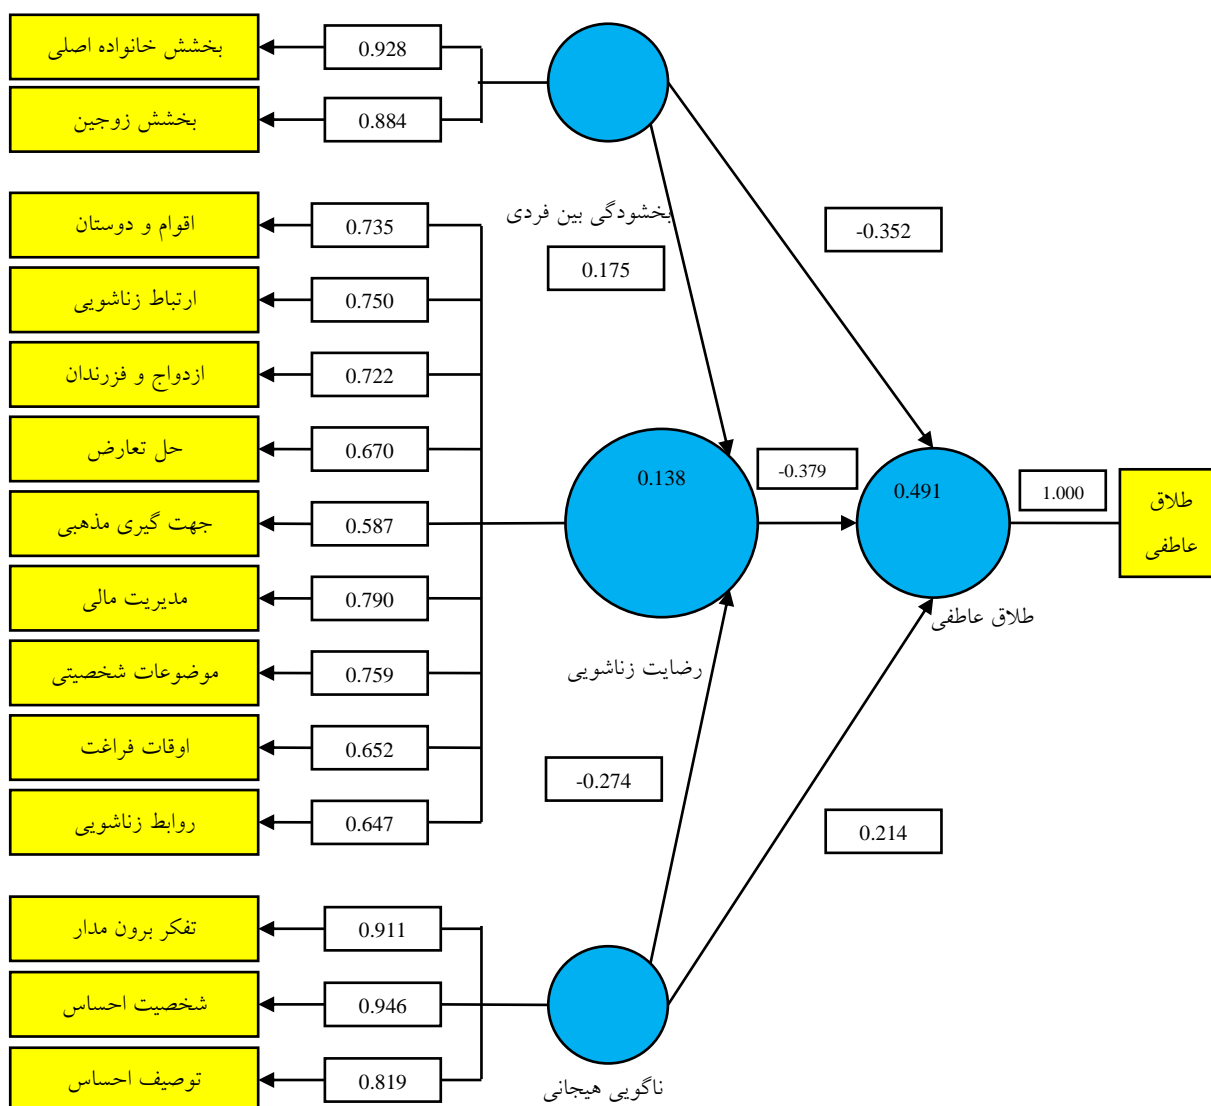 بخشش خانواده اصلی
0.928
بخشش زوجین
0.884
بخشودگی بین فردی
اقوام و دوستان
0.735
-0.352
0.175
ارتباط زناشویی
0.750
ازدواج و فزرندان
0.722
حل تعارض
0.670
0.138
-0.379
0.491
1.000
طلاق
عاطفی
جهت گیری مذهبی
0.587
مدیریت مالی
0.790
طلاق عاطفی
رضایت زناشویی
موضوعات شخصیتی
0.759
اوقات فراغت
0.652
-0.274
روابط زناشویی
0.647
0.214
تفکر برون مدار
0.911
شخصیت احساس
0.946
توصیف احساس
0.819
ناگویی هیجانی